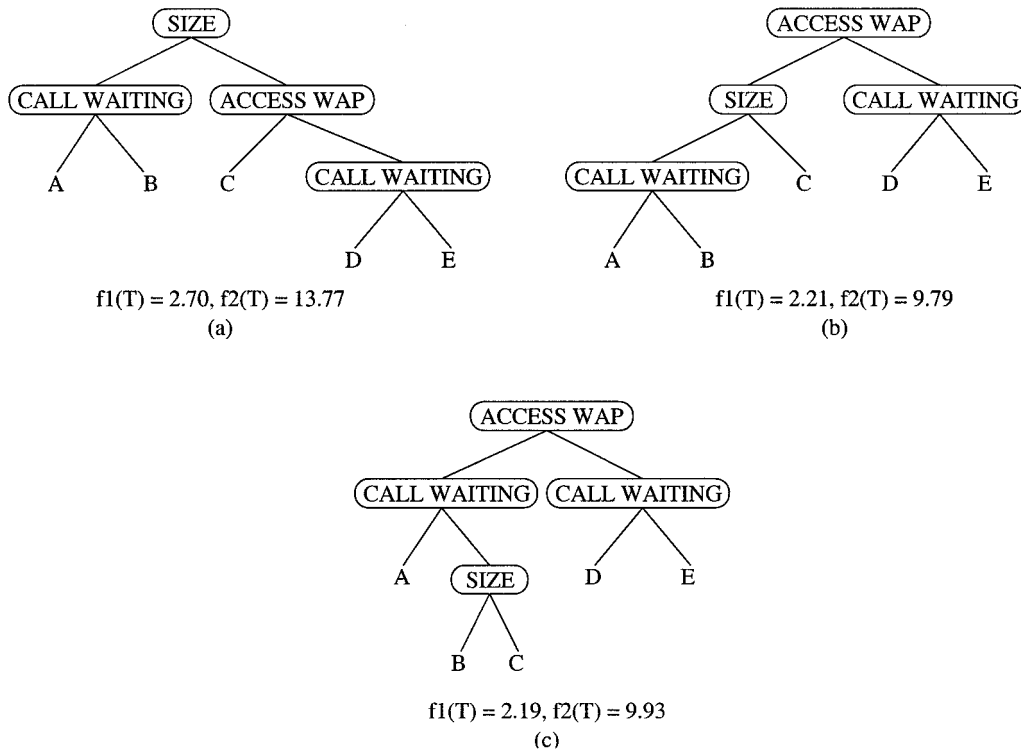 SIZE
CALL WAITING ACCESS WAP
A B C CALL WAITING
D E
f1(T) = 2.70, f2(T) = 13.77
(a)
ACCESS WAP
SIZE CALL WAITING
CALL WAITING C D E
A B
f1(T) = 2.21, f2(T) = 9.79
(b)
ACCESS WAP
CALL WAITING CALL WAITING
A SIZE D E
B C
f1(T) = 2.19, f2(T) = 9.93
(c)